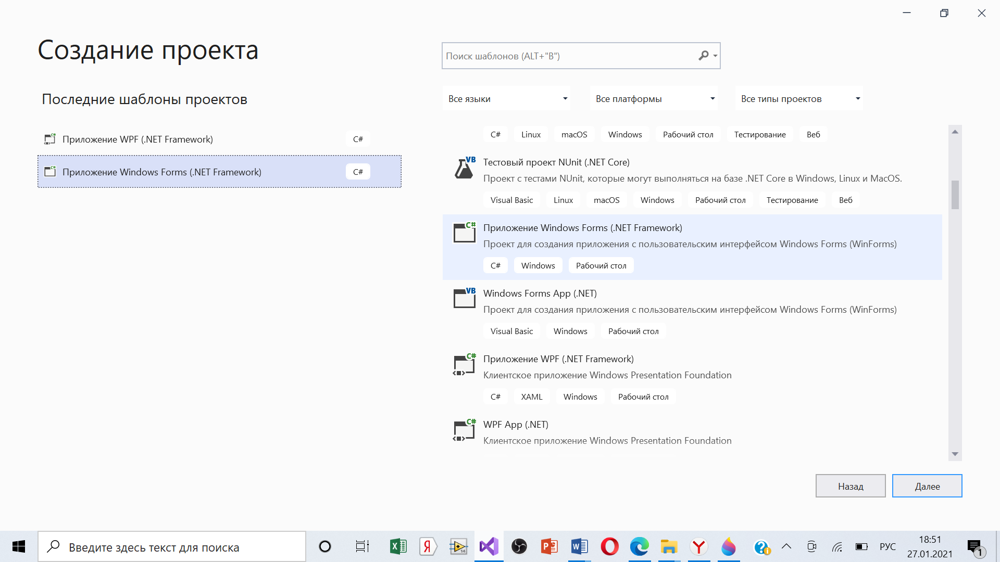 Создание проекта
Поиск шаблонов (ALT+"B")
Последние шаблоны проектов
Все языки
Все платформы
Все типы проектов
Приложение WPF (.NET Framework)
C#
Приложение Windows Forms (.NET Framework)
C#
C# Linux macOS Windows Рабочий стол Тестирование Веб
VB
Тестовый проект NUnit (.NET Core)
Проект с тестами NUnit, которые могут выполняться на базе .NET Core в Windows, Linux и MacOS.
Visual Basic Linux macOS Windows Рабочий стол Тестирование Веб
C#
Приложение Windows Forms (.NET Framework)
Проект для создания приложения с пользовательским интерфейсом Windows Forms (WinForms)
C# Windows Рабочий стол
VB
Windows Forms App (.NET)
Проект для создания приложения с пользовательским интерфейсом Windows Forms (WinForms)
Visual Basic Windows Рабочий стол
C#
Приложение WPF (.NET Framework)
Клиентское приложение Windows Presentation Foundation
C# XAML Windows Рабочий стол
C#
WPF App (.NET)
Клиентское приложение Windows Presentation Foundation
Назад
Далее
Введите здесь текст для поиска
РУС
18:51
27.01.2021
1